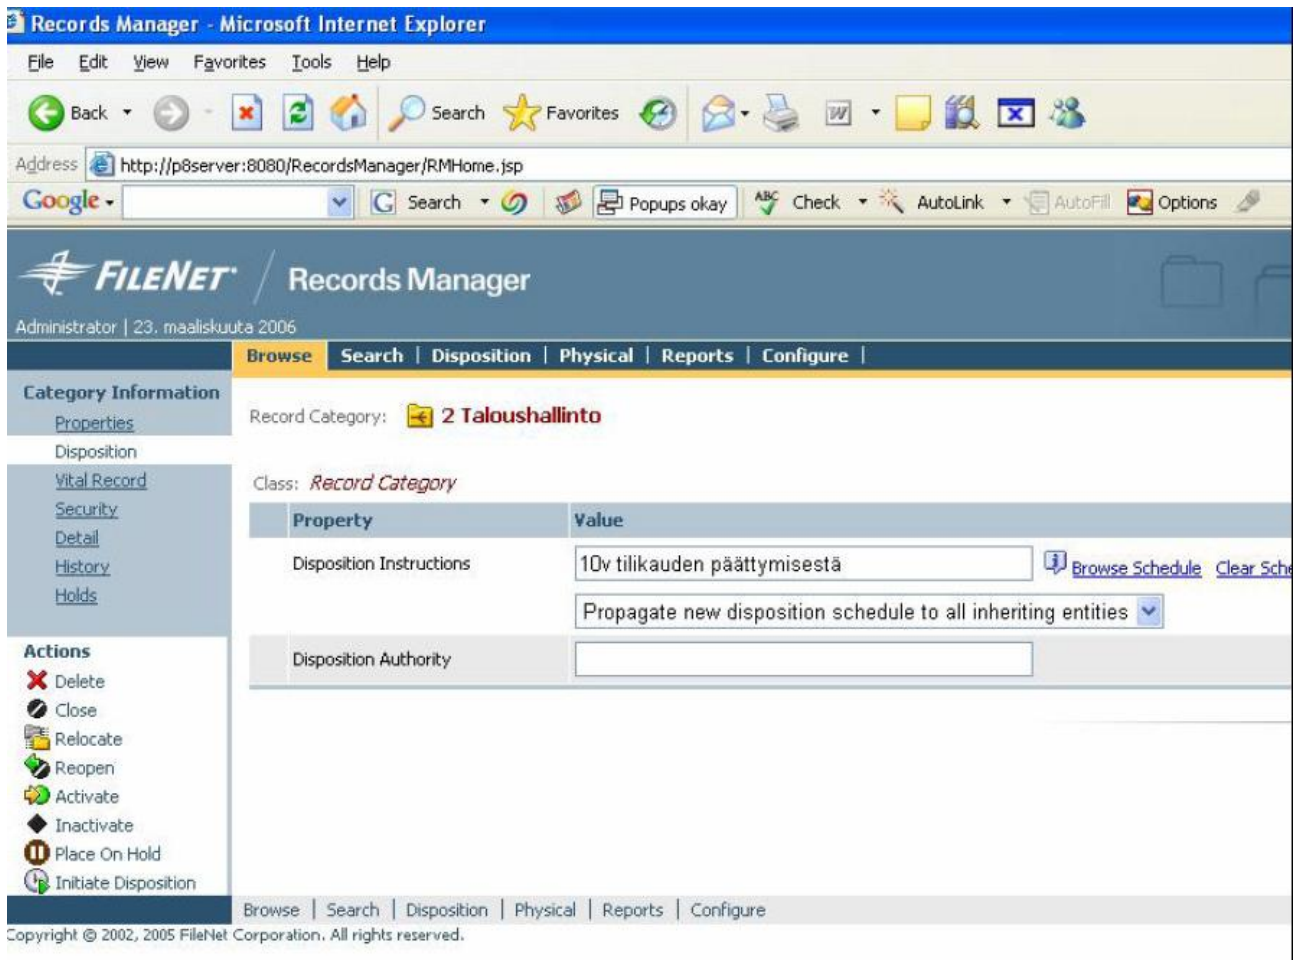 Records Manager - Microsoft Internet Explorer
File Edit View Favorites Tools Help
Back Search Favorites
Address http://p8server:8080/RecordsManager/RMHome.jsp
Google G Search Popups okay ABC Check AutoLink AutoFill Options
FILENET Records Manager
Administrator | 23. maaliskuuta 2006
Browse Search | Disposition | Physical | Reports | Configure |
Category Information
Properties
Disposition
Vital Record
Security
Detail
History
Holds
Actions
Delete
Close
Relocate
Reopen
Activate
Inactivate
Place On Hold
Initiate Disposition
Record Category: 2 Taloushallinto
Class: Record Category
Property Value
Disposition Instructions 10v tilikauden päättymisestä Browse Schedule Clear Sche
Propagate new disposition schedule to all inheriting entities
Disposition Authority
Browse | Search | Disposition | Physical | Reports | Configure
Copyright © 2002, 2005 FileNet Corporation. All rights reserved.